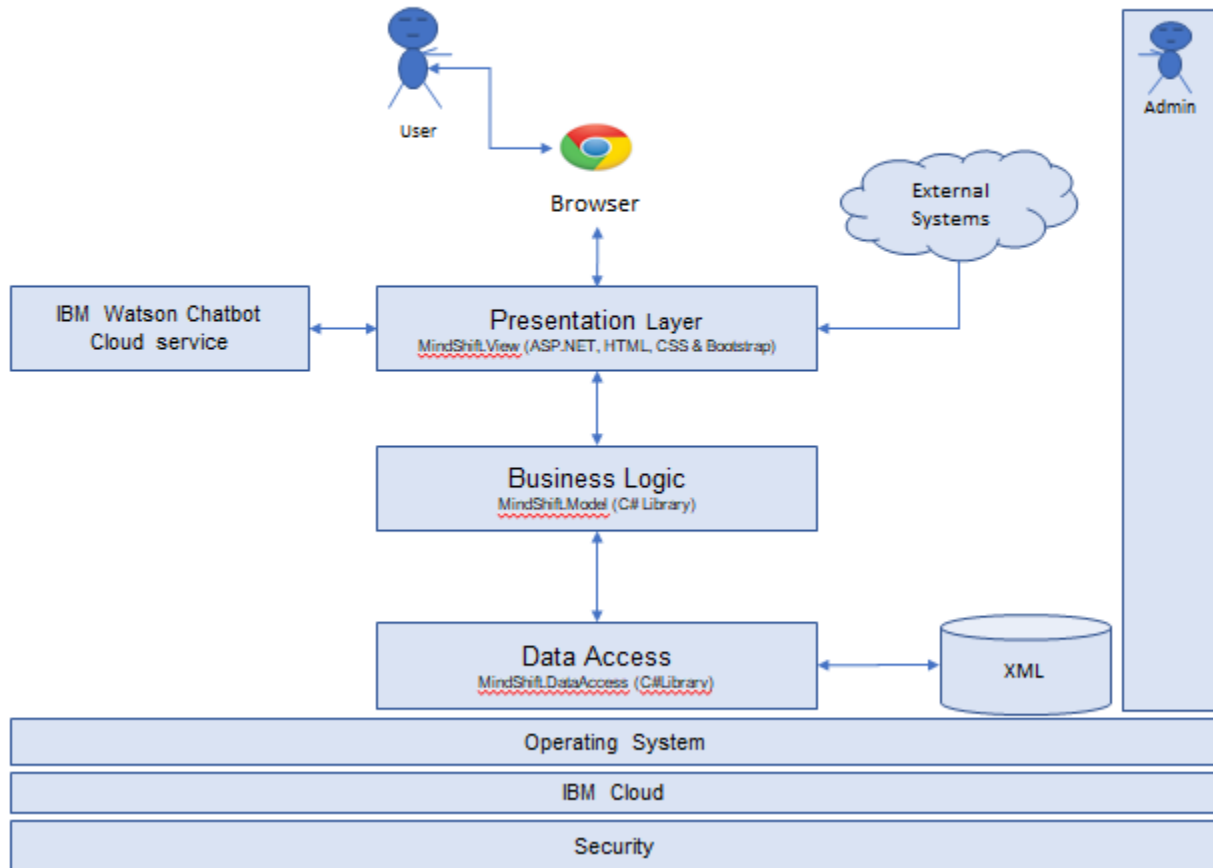 User
Admin
Browser
External
Systems
IBM Watson Chatbot
Cloud service
Presentation Layer
MindShift.View (ASP.NET, HTML, CSS & Bootstrap)
Business Logic
MindShift.Model (C# Library)
Data Access
MindShift.DataAccess (C#Library)
XML
Operating System
IBM Cloud
Security